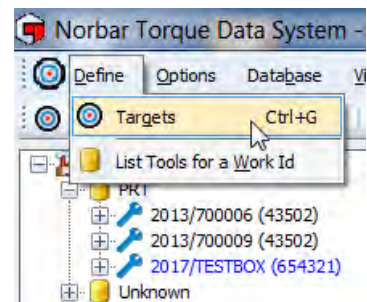 Norbar Torque Data System -
Define Options Database
Targets Ctrl+G
List Tools for a Work Id
PRT
2013/700006 (43502)
2013/700009 (43502)
2017/TESTBOX (654321)
Unknown